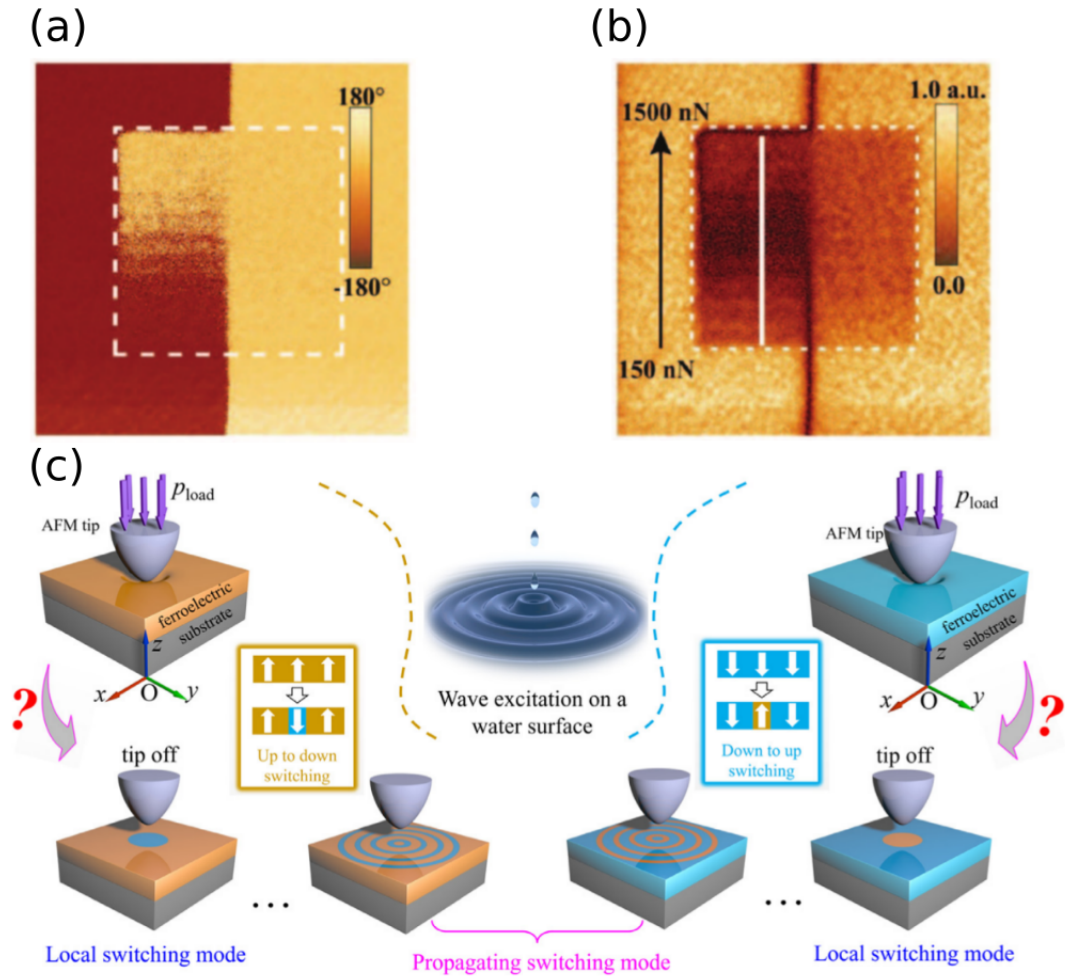 (a)
(b)
180°
-180°
1500 nN
150 nN
1.0 a.u.
0.0
(c)
p_load
AFM tip
ferroelectric
substrate
z
x
O
y
?
tip off
Up to down
switching
Wave excitation on a
water surface
Down to up
switching
p_load
AFM tip
ferroelectric
substrate
z
x
O
y
?
tip off
...
...
Local switching mode
Propagating switching mode
Local switching mode